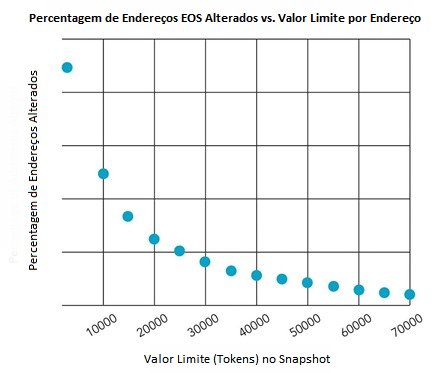 Percentagem de Endereços EOS Alterados vs. Valor Limite por Endereço
Percentagem de Endereços Alterados
10000
20000
30000
40000
50000
60000
70000
Valor Limite (Tokens) no Snapshot